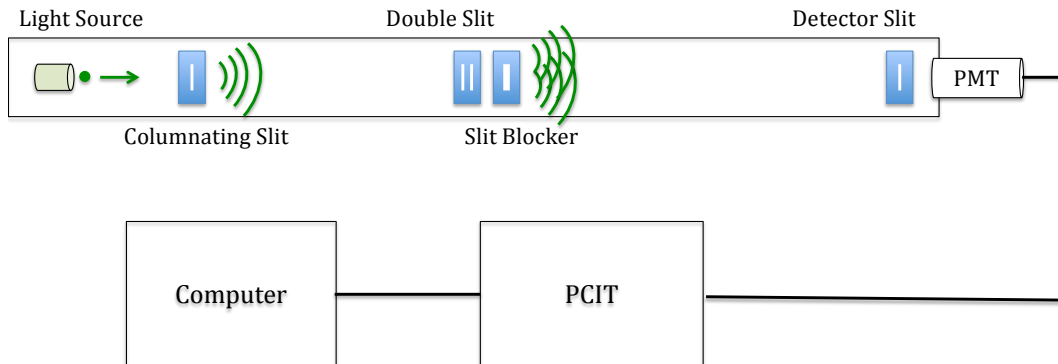 Light Source
Double Slit
Detector Slit
PMT
Columnating Slit
Slit Blocker
Computer
PCIT